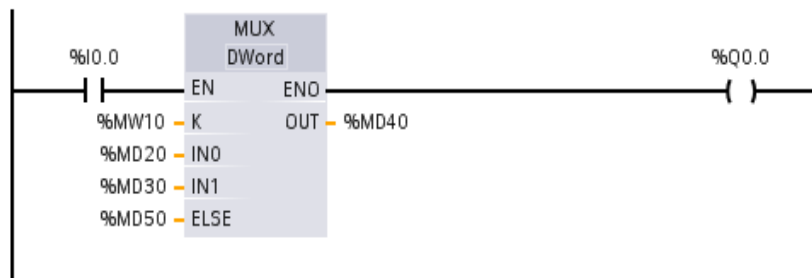 MUX
%I0.0 DWord %Q0.0
EN ENO
%MW10 K OUT %MD40
%MD20 IN0
%MD30 IN1
%MD50 ELSE